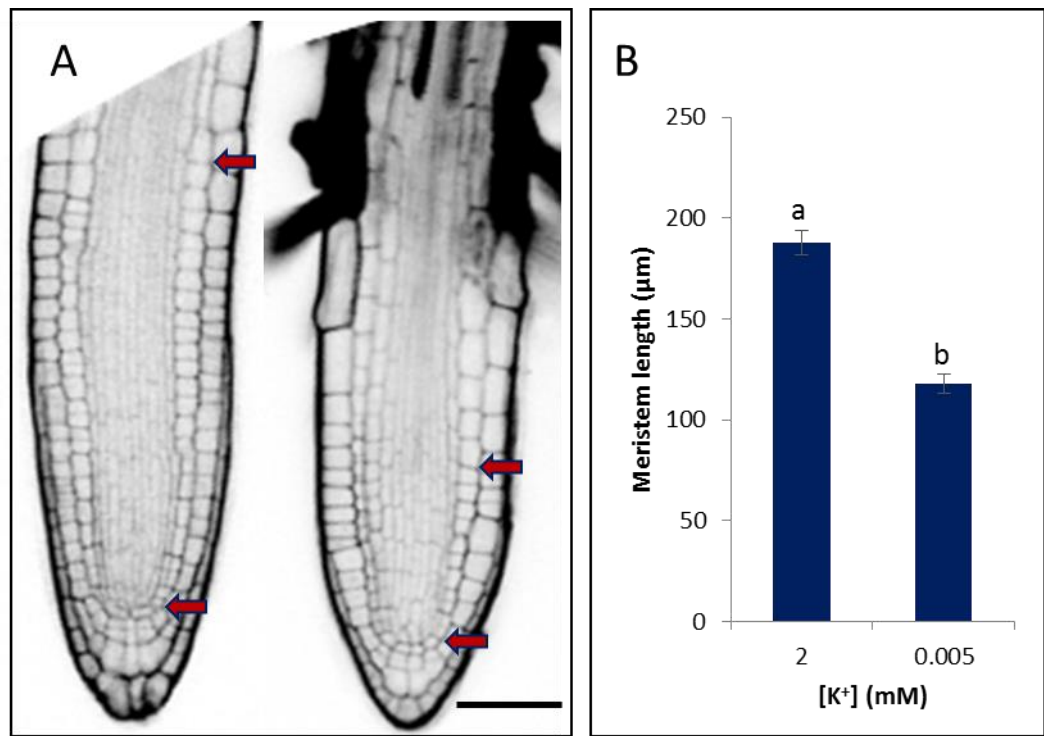 A
B
Meristem length (µm)
250
200
150
100
50
0
a
b
2
0.005
[K⁺] (mM)